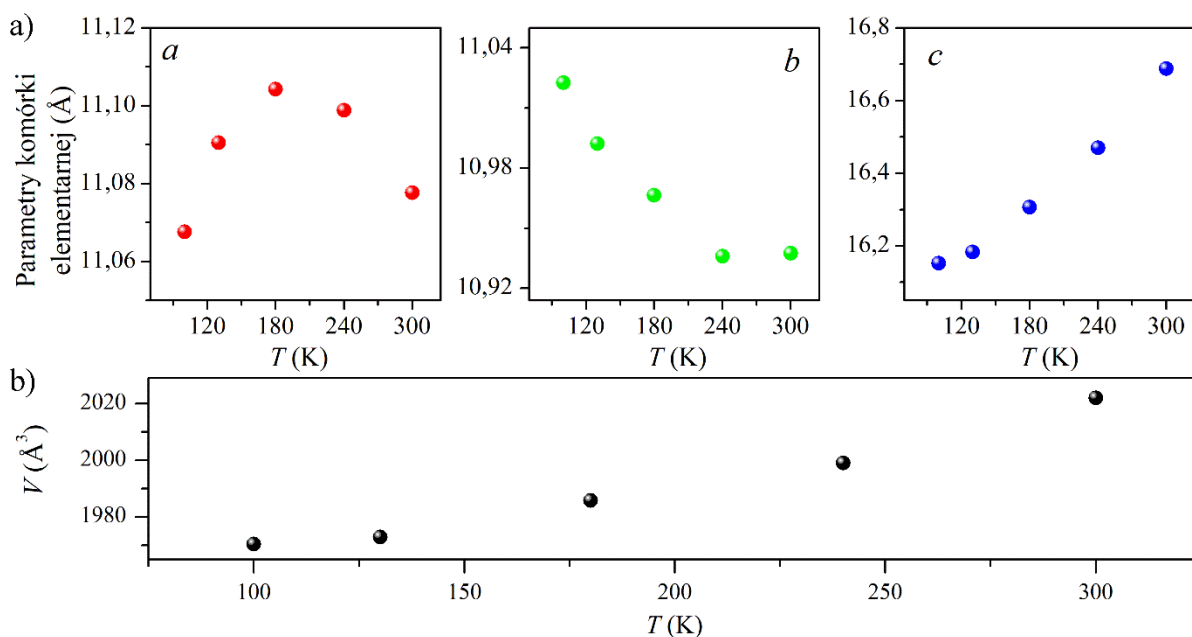 a)
Parametry komórki
elementarnej (Å)
11,12
11,10
11,08
11,06
a
120 180 240 300
T (K)
11,04
10,98
10,92
b
120 180 240 300
T (K)
16,8
16,6
16,4
16,2
c
120 180 240 300
T (K)
b)
V (Å³)
2020
2000
1980
100 150 200 250 300
T (K)